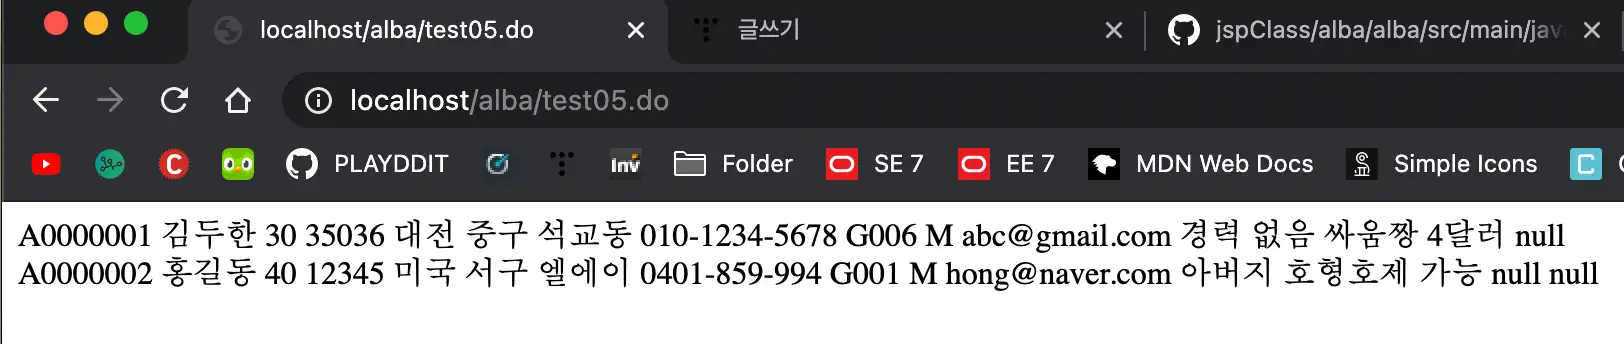 localhost/alba/test05.do
글쓰기
jspClass/alba/alba/src/main/jav
localhost/alba/test05.do
PLAYDDIT
Inv
Folder
SE 7
EE 7
MDN Web Docs
Simple Icons
A0000001 김두한 30 35036 대전 중구 석교동 010-1234-5678 G006 M abc@gmail.com 경력 없음 싸움짱 4달러 null
A0000002 홍길동 40 12345 미국 서구 엘에이 0401-859-994 G001 M hong@naver.com 아버지 호형호제 가능 null null